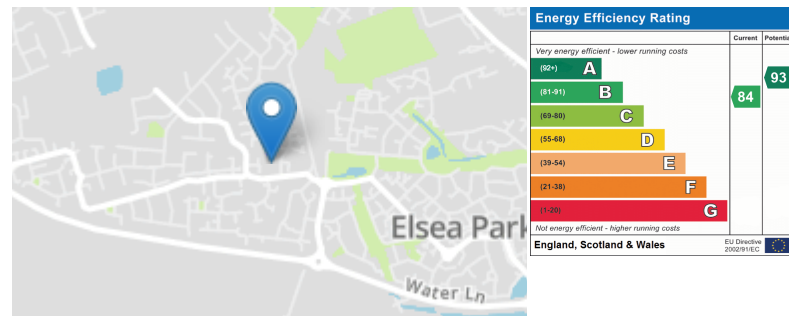 Elsea Park
Water Ln
Energy Efficiency Rating
Current Potentia
Very energy efficient - lower running costs
(92+) A
93
(81-91) B
84
(69-80) C
(55-68) D
(39-54) E
(21-38) F
(1-20) G
Not energy efficient - higher running costs
England, Scotland & Wales
EU Directive
2002/91/EC